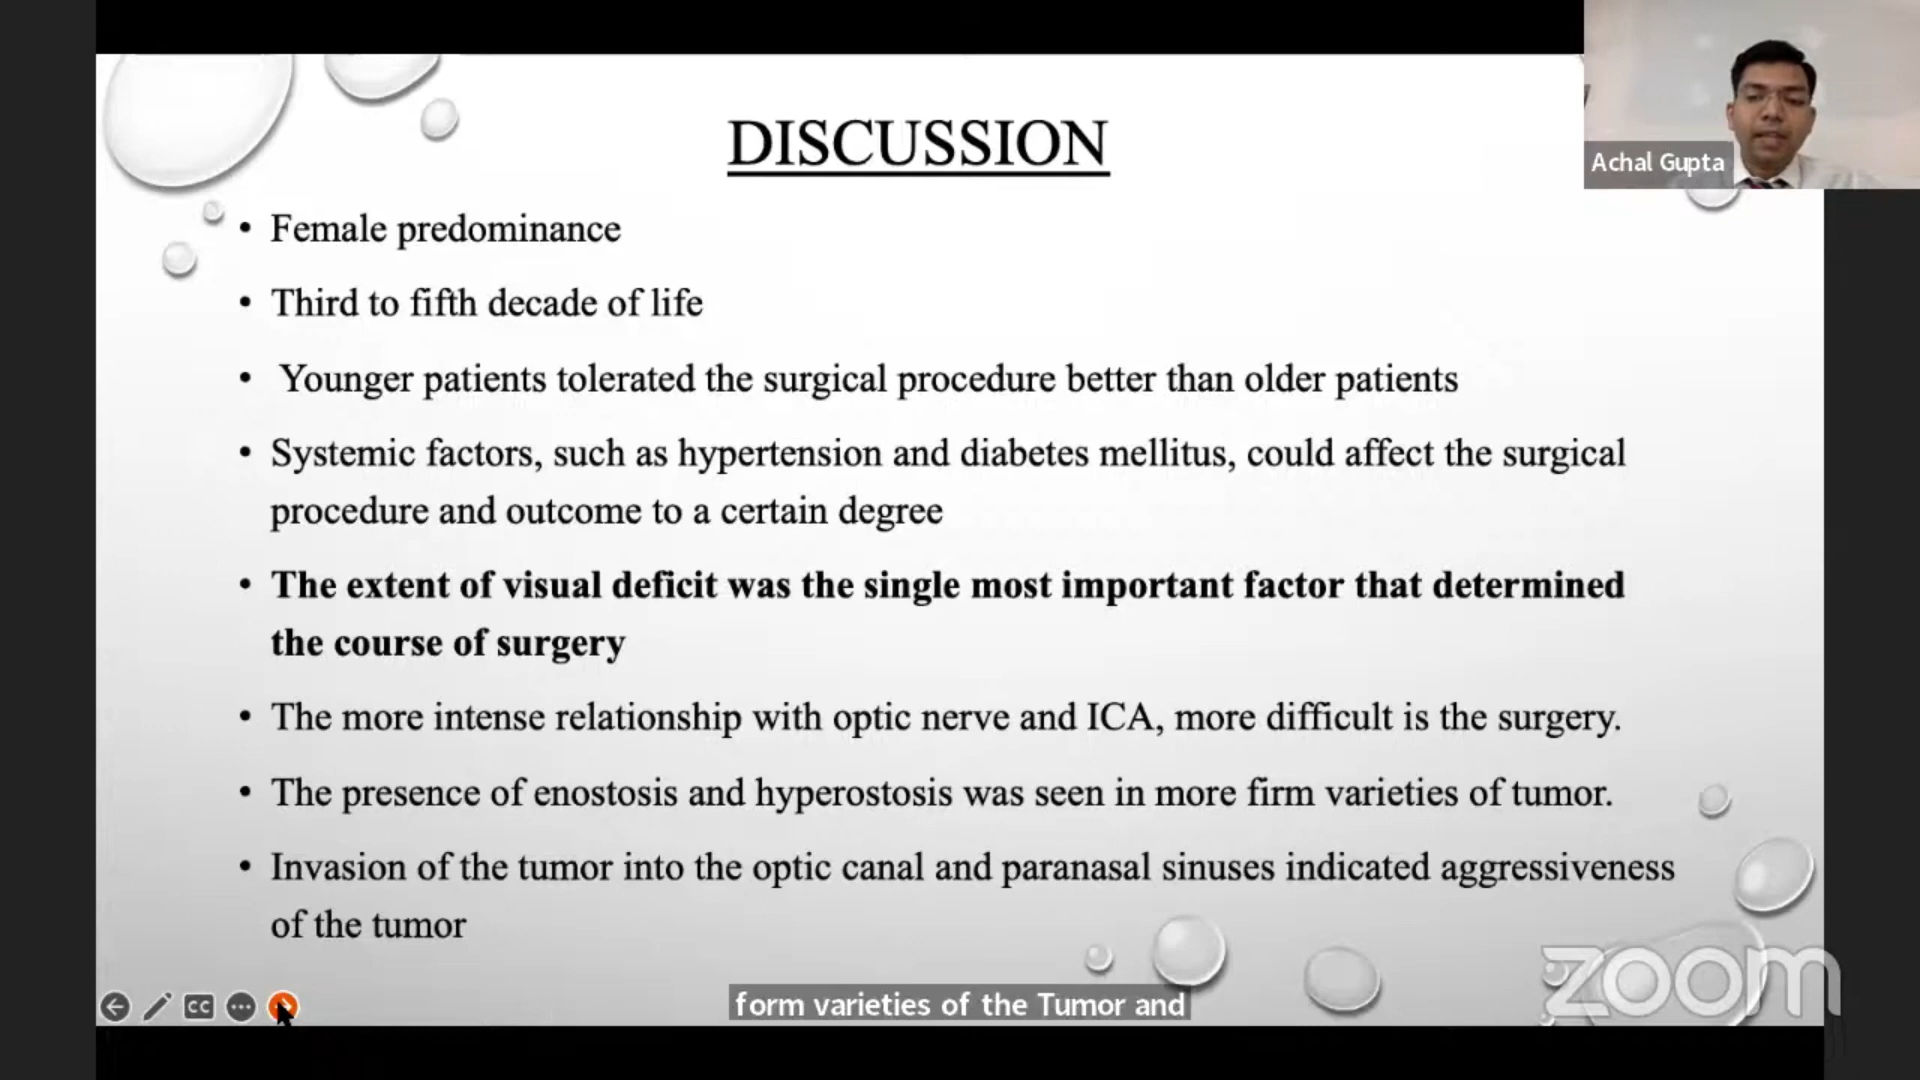 DISCUSSION
Achal Gupta
• Female predominance
• Third to fifth decade of life
• Younger patients tolerated the surgical procedure better than older patients
• Systemic factors, such as hypertension and diabetes mellitus, could affect the surgical
procedure and outcome to a certain degree
• The extent of visual deficit was the single most important factor that determined
the course of surgery
• The more intense relationship with optic nerve and ICA, more difficult is the surgery.
• The presence of enostosis and hyperostosis was seen in more firm varieties of tumor.
• Invasion of the tumor into the optic canal and paranasal sinuses indicated aggressiveness
of the tumor
CC
form varieties of the Tumor and
zoom